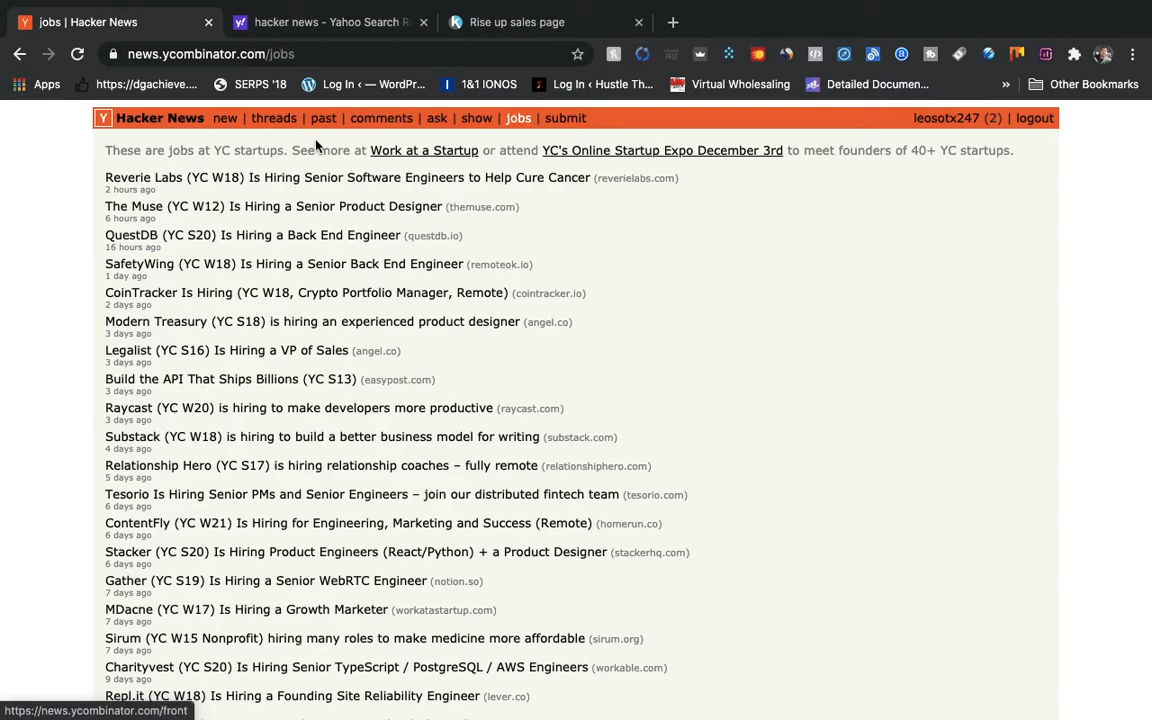 jobs | Hacker News
hacker news - Yahoo Search R
Rise up sales page
news.ycombinator.com/jobs
Apps
https://dgachieve....
SERPS '18
Log In ‹ — WordPr...
1&1 IONOS
Log In ‹ Hustle Th...
Virtual Wholesaling
Detailed Documen...
»
Other Bookmarks
Y Hacker News new | threads | past | comments | ask | show | jobs | submit leosotx247 (2) | logout
These are jobs at YC startups. See more at Work at a Startup or attend YC's Online Startup Expo December 3rd to meet founders of 40+ YC startups.
Reverie Labs (YC W18) Is Hiring Senior Software Engineers to Help Cure Cancer (reverielabs.com)
2 hours ago
The Muse (YC W12) Is Hiring a Senior Product Designer (themuse.com)
6 hours ago
QuestDB (YC S20) Is Hiring a Back End Engineer (questdb.io)
16 hours ago
SafetyWing (YC W18) Is Hiring a Senior Back End Engineer (remoteok.io)
1 day ago
CoinTracker Is Hiring (YC W18, Crypto Portfolio Manager, Remote) (cointracker.io)
2 days ago
Modern Treasury (YC S18) is hiring an experienced product designer (angel.co)
3 days ago
Legalist (YC S16) Is Hiring a VP of Sales (angel.co)
3 days ago
Build the API That Ships Billions (YC S13) (easypost.com)
3 days ago
Raycast (YC W20) is hiring to make developers more productive (raycast.com)
3 days ago
Substack (YC W18) is hiring to build a better business model for writing (substack.com)
4 days ago
Relationship Hero (YC S17) is hiring relationship coaches – fully remote (relationshiphero.com)
5 days ago
Tesorio Is Hiring Senior PMs and Senior Engineers – join our distributed fintech team (tesorio.com)
6 days ago
ContentFly (YC W21) Is Hiring for Engineering, Marketing and Success (Remote) (homerun.co)
6 days ago
Stacker (YC S20) Is Hiring Product Engineers (React/Python) + a Product Designer (stackerhq.com)
6 days ago
Gather (YC S19) Is Hiring a Senior WebRTC Engineer (notion.so)
7 days ago
MDacne (YC W17) Is Hiring a Growth Marketer (workatastartup.com)
7 days ago
Sirum (YC W15 Nonprofit) hiring many roles to make medicine more affordable (sirum.org)
7 days ago
Charityvest (YC S20) Is Hiring Senior TypeScript / PostgreSQL / AWS Engineers (workable.com)
9 days ago
Repl.it (YC W18) Is Hiring a Founding Site Reliability Engineer (lever.co)
https://news.ycombinator.com/front